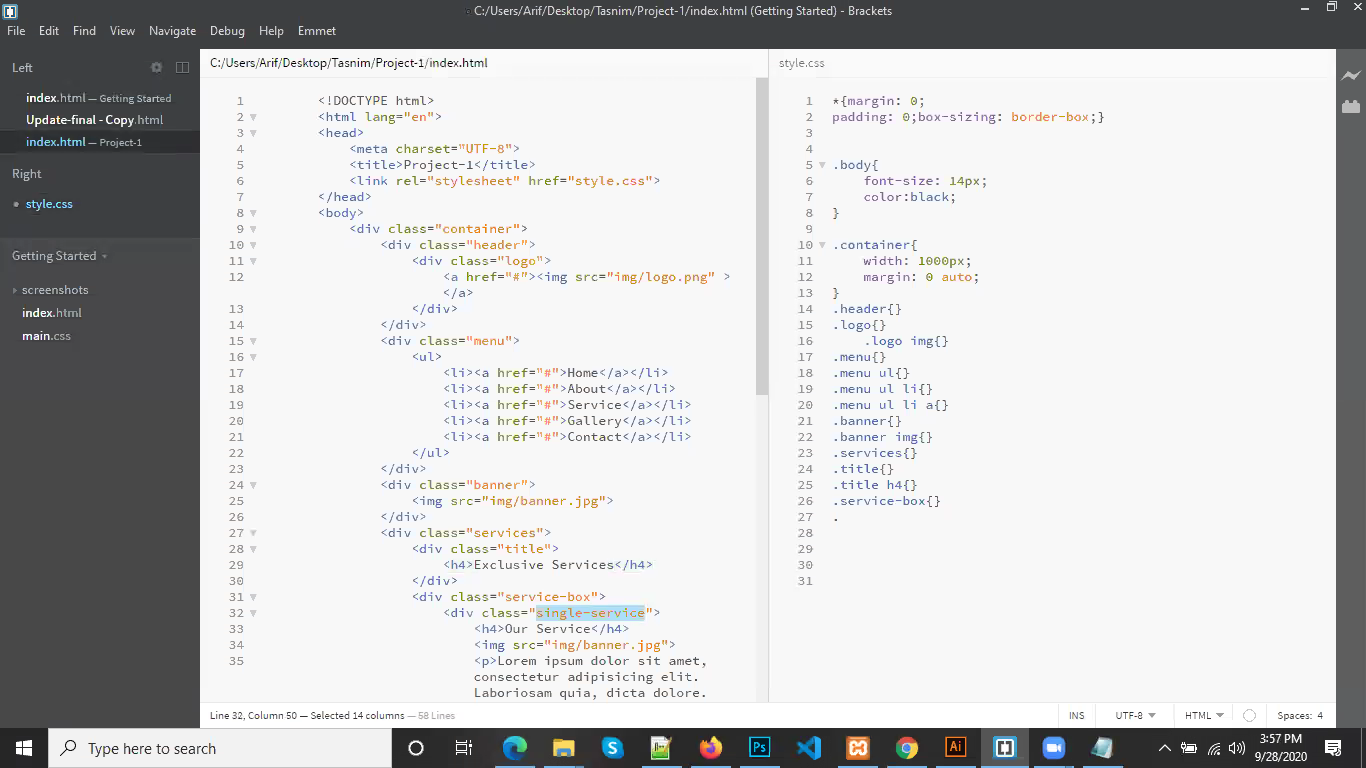 C:/Users/Arif/Desktop/Tasnim/Project-1/index.html (Getting Started) - Brackets
File Edit Find View Navigate Debug Help Emmet
Left
index.html — Getting Started
Update-final - Copy.html
index.html — Project-1
Right
style.css
Getting Started
screenshots
index.html
main.css
C:/Users/Arif/Desktop/Tasnim/Project-1/index.html
1 <!DOCTYPE html>
2 <html lang="en">
3 <head>
4 <meta charset="UTF-8">
5 <title>Project-1</title>
6 <link rel="stylesheet" href="style.css">
7 </head>
8 <body>
9 <div class="container">
10 <div class="header">
11 <div class="logo">
12 <a href="#"><img src="img/logo.png" >
</a>
13 </div>
14 </div>
15 <div class="menu">
16 <ul>
17 <li><a href="#">Home</a></li>
18 <li><a href="#">About</a></li>
19 <li><a href="#">Service</a></li>
20 <li><a href="#">Gallery</a></li>
21 <li><a href="#">Contact</a></li>
22 </ul>
23 </div>
24 <div class="banner">
25 <img src="img/banner.jpg">
26 </div>
27 <div class="services">
28 <div class="title">
29 <h4>Exclusive Services</h4>
30 </div>
31 <div class="service-box">
32 <div class="single-service">
33 <h4>Our Service</h4>
34 <img src="img/banner.jpg">
35 <p>Lorem ipsum dolor sit amet,
consectetur adipisicing elit.
Laboriosam quia, dicta dolore.
style.css
1 *{margin: 0;
2 padding: 0;box-sizing: border-box;}
3
4
5 .body{
6 font-size: 14px;
7 color:black;
8 }
9
10 .container{
11 width: 1000px;
12 margin: 0 auto;
13 }
14 .header{}
15 .logo{}
16 .logo img{}
17 .menu{}
18 .menu ul{}
19 .menu ul li{}
20 .menu ul li a{}
21 .banner{}
22 .banner img{}
23 .services{}
24 .title{}
25 .title h4{}
26 .service-box{}
27 .
28
29
30
31
Line 32, Column 50 — Selected 14 columns — 58 Lines
INS UTF-8 HTML Spaces: 4
Type here to search
3:57 PM
9/28/2020